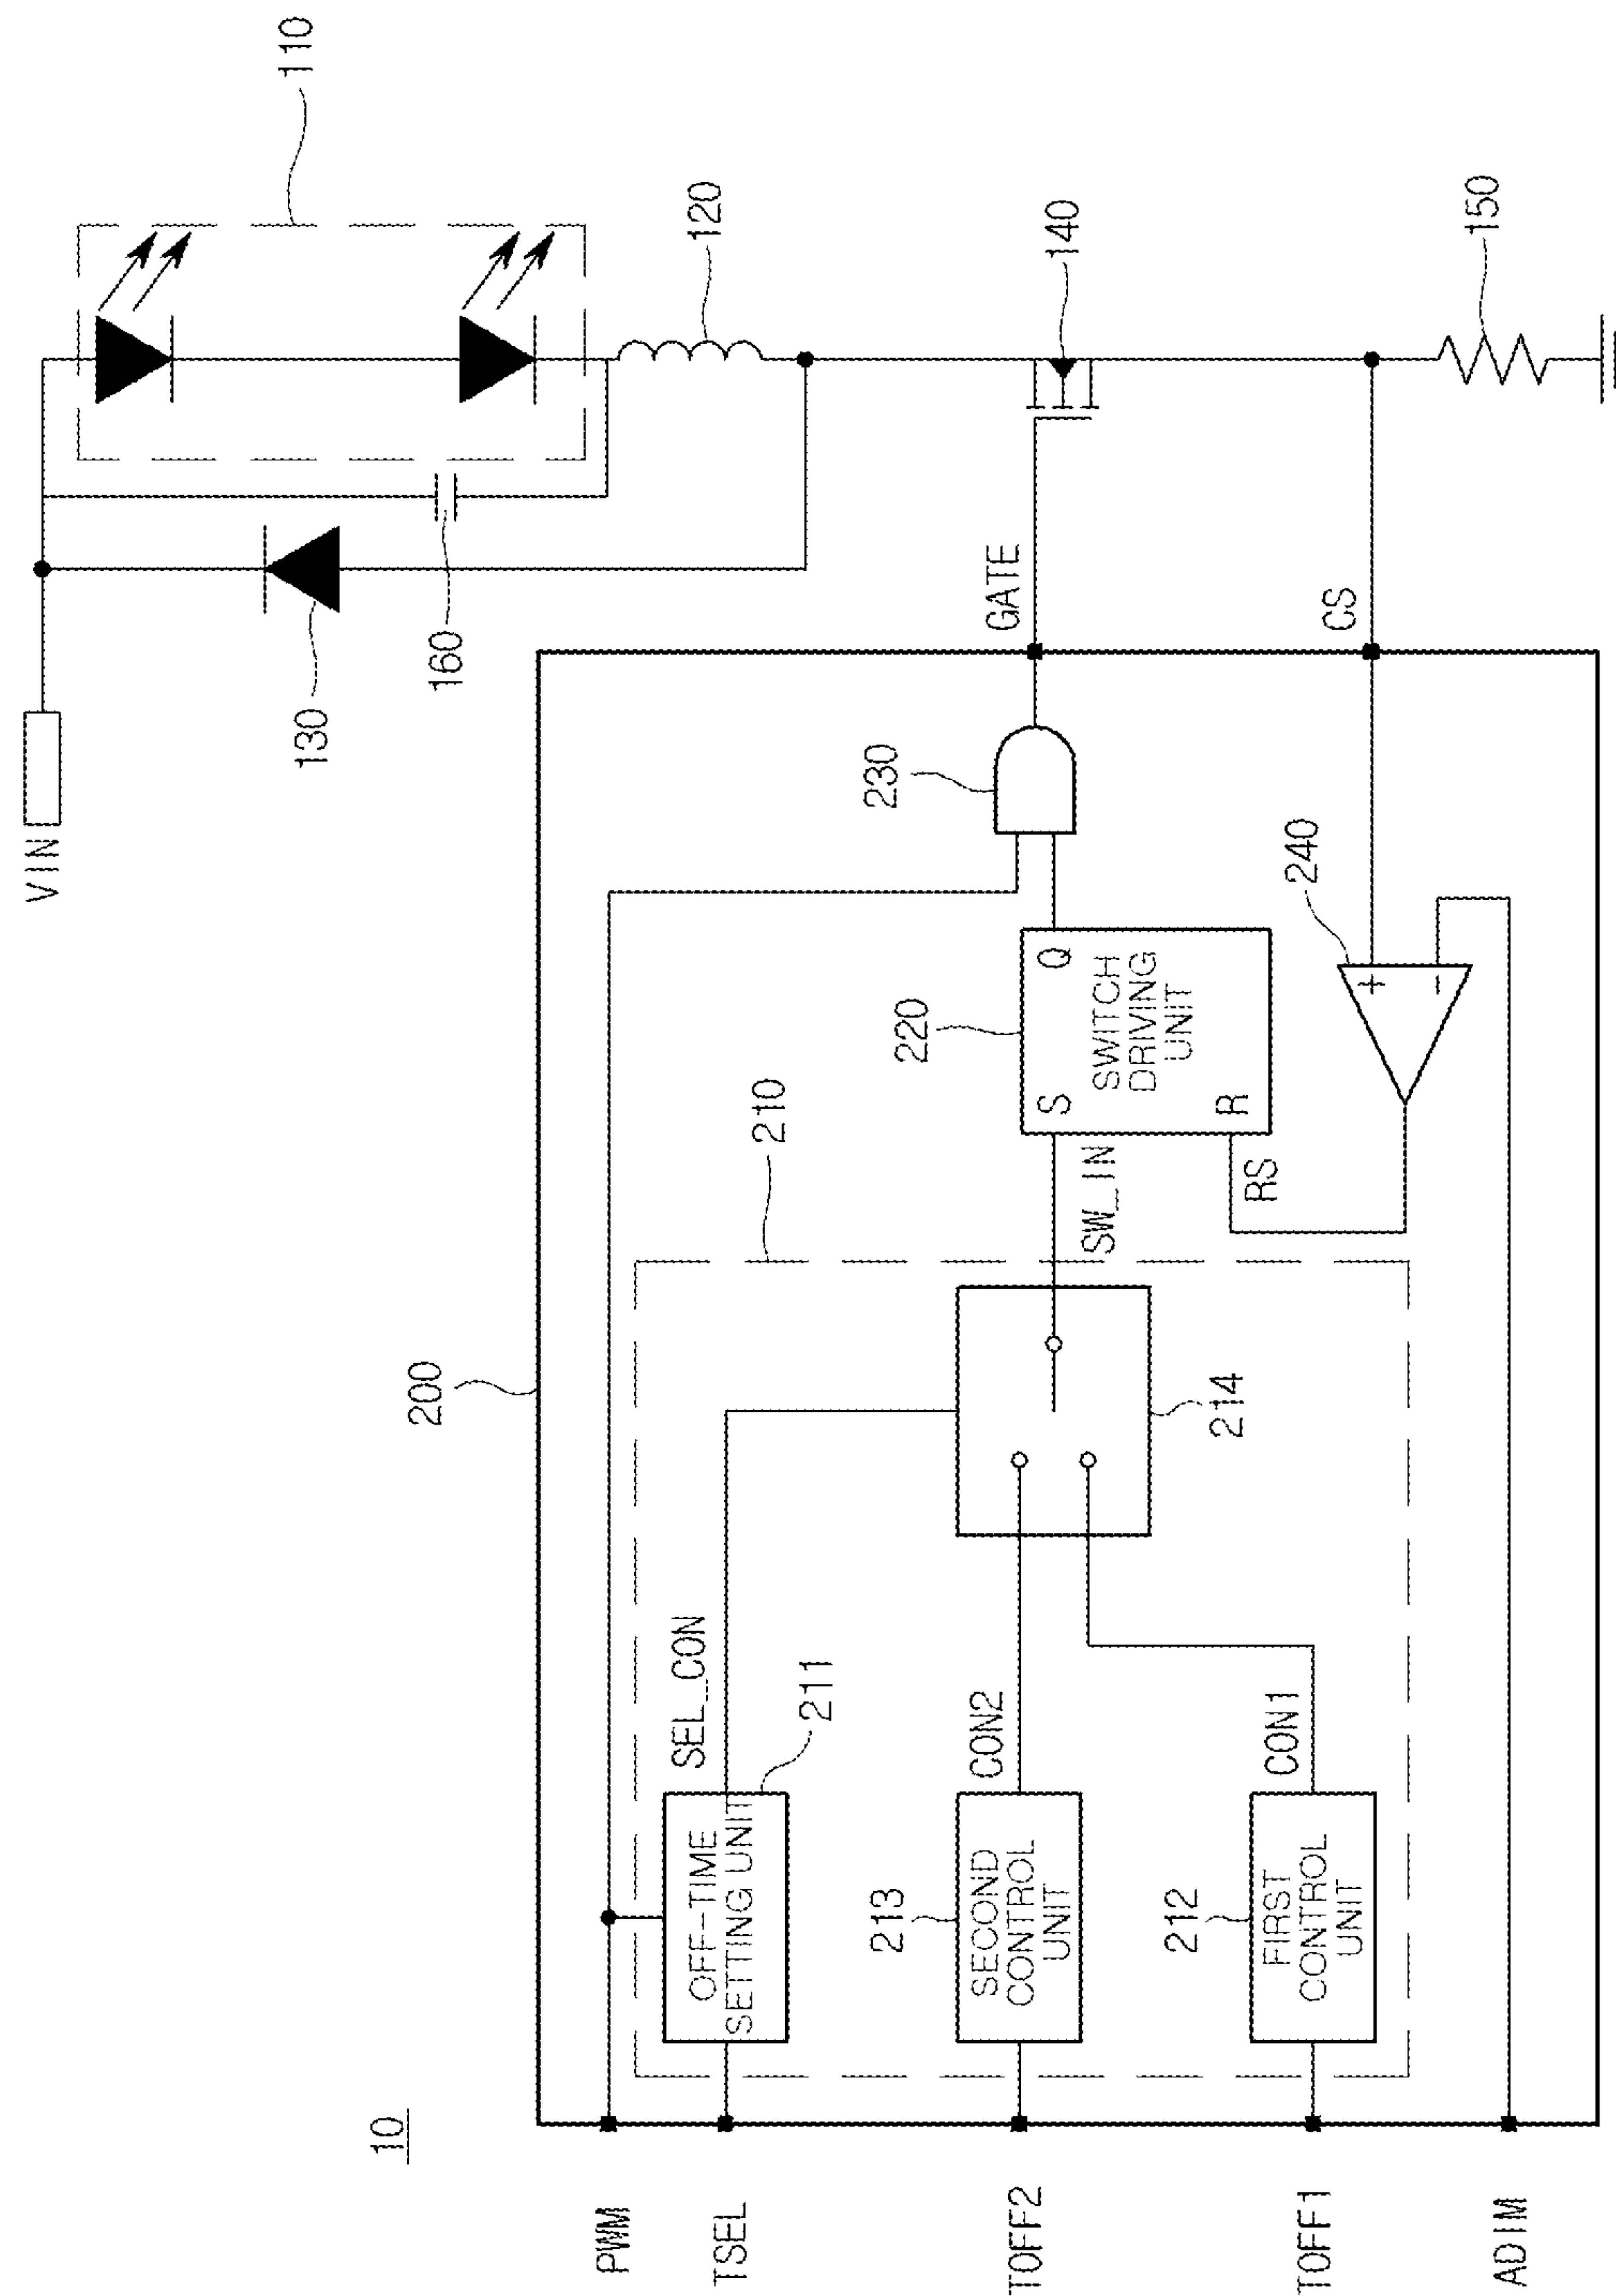 10
VIN
110
130
160
120
140
150
GATE
CS
200
210
230
220
240
PWM
TSEL
TOFF2
TOFF1
ADIM
OFF-TIME
SETTING UNIT
211
SEL_CON
SECOND
CONTROL
UNIT
213
CON2
FIRST
CONTROL
UNIT
212
CON1
214
SW_IN
S
Q
R
SWITCH
DRIVING
UNIT
RS
+
-